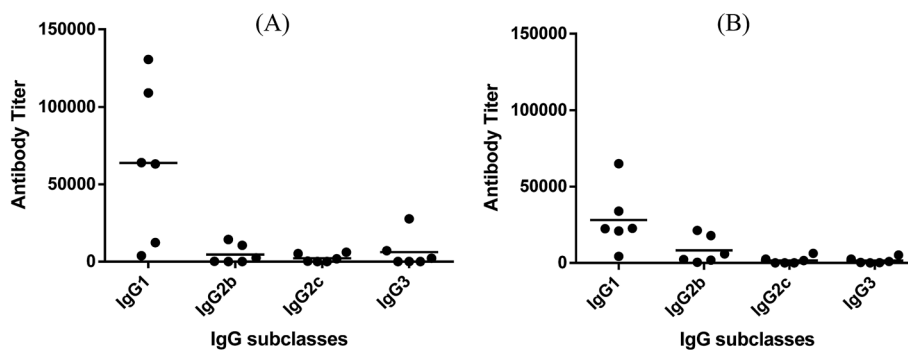 (A)
150000
100000
50000
0
Antibody Titer
IgG1
IgG2b
IgG2c
IgG3
IgG subclasses
(B)
150000
100000
50000
0
Antibody Titer
IgG1
IgG2b
IgG2c
IgG3
IgG subclasses